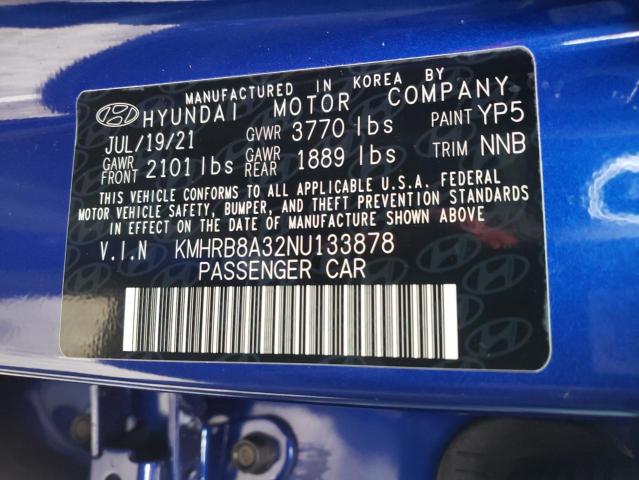 MANUFACTURED IN KOREA BY
HYUNDAI MOTOR COMPANY
JUL/19/21 GVWR 3770 lbs PAINT YP5
GAWR FRONT 2101 lbs GAWR REAR 1889 lbs TRIM NNB
THIS VEHICLE CONFORMS TO ALL APPLICABLE U.S.A. FEDERAL
MOTOR VEHICLE SAFETY, BUMPER, AND THEFT PREVENTION STANDARDS
IN EFFECT ON THE DATE OF MANUFACTURE SHOWN ABOVE
V.I.N KMHRB8A32NU133878
PASSENGER CAR